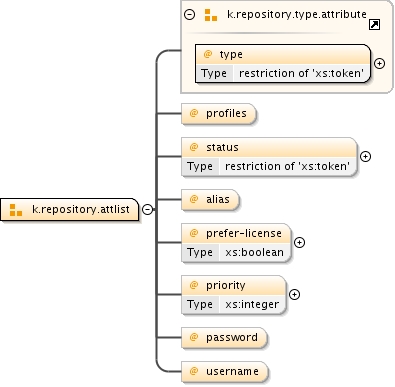 k.repository.type.attribute
@ type
Type restriction of 'xs:token'
@ profiles
@ status
Type restriction of 'xs:token'
@ alias
k.repository.attlist
@ prefer-license
Type xs:boolean
@ priority
Type xs:integer
@ password
@ username